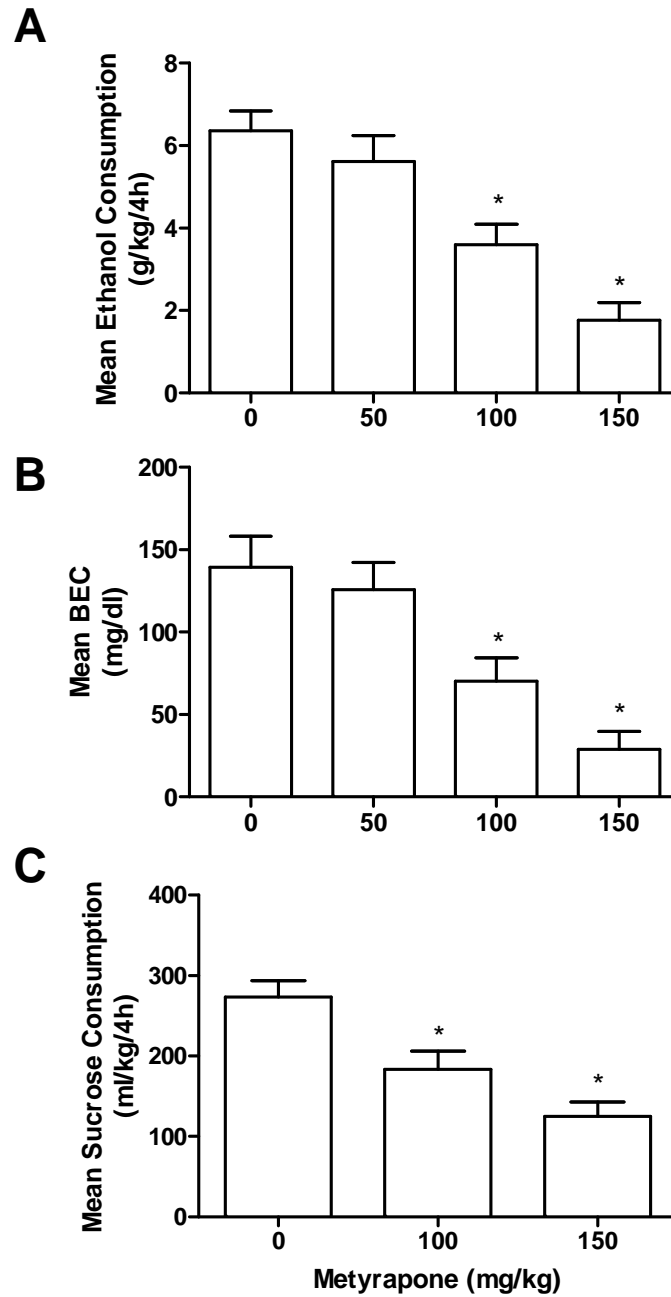 A
Mean Ethanol Consumption
(g/kg/4h)
8
6
4
2
0
*
*
0 50 100 150
B
Mean BEC
(mg/dl)
200
150
100
50
0
*
*
0 50 100 150
C
Mean Sucrose Consumption
(ml/kg/4h)
400
300
200
100
0
*
*
0 100 150
Metyrapone (mg/kg)